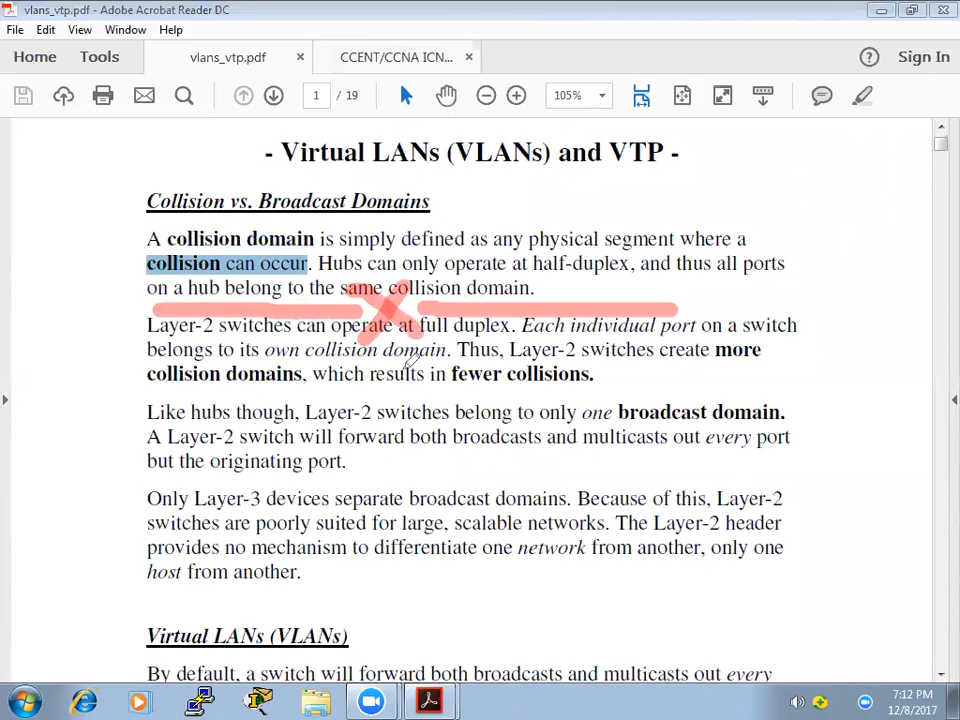 vlans_vtp.pdf - Adobe Acrobat Reader DC
File Edit View Window Help
Home Tools vlans_vtp.pdf × CCENT/CCNA ICN... × ? Sign In
1 / 19 105%
- Virtual LANs (VLANs) and VTP -
Collision vs. Broadcast Domains
A collision domain is simply defined as any physical segment where a
collision can occur. Hubs can only operate at half-duplex, and thus all ports
on a hub belong to the same collision domain.
Layer-2 switches can operate at full duplex. Each individual port on a switch
belongs to its own collision domain. Thus, Layer-2 switches create more
collision domains, which results in fewer collisions.
Like hubs though, Layer-2 switches belong to only one broadcast domain.
A Layer-2 switch will forward both broadcasts and multicasts out every port
but the originating port.
Only Layer-3 devices separate broadcast domains. Because of this, Layer-2
switches are poorly suited for large, scalable networks. The Layer-2 header
provides no mechanism to differentiate one network from another, only one
host from another.
Virtual LANs (VLANs)
By default, a switch will forward both broadcasts and multicasts out every
7:12 PM
12/8/2017